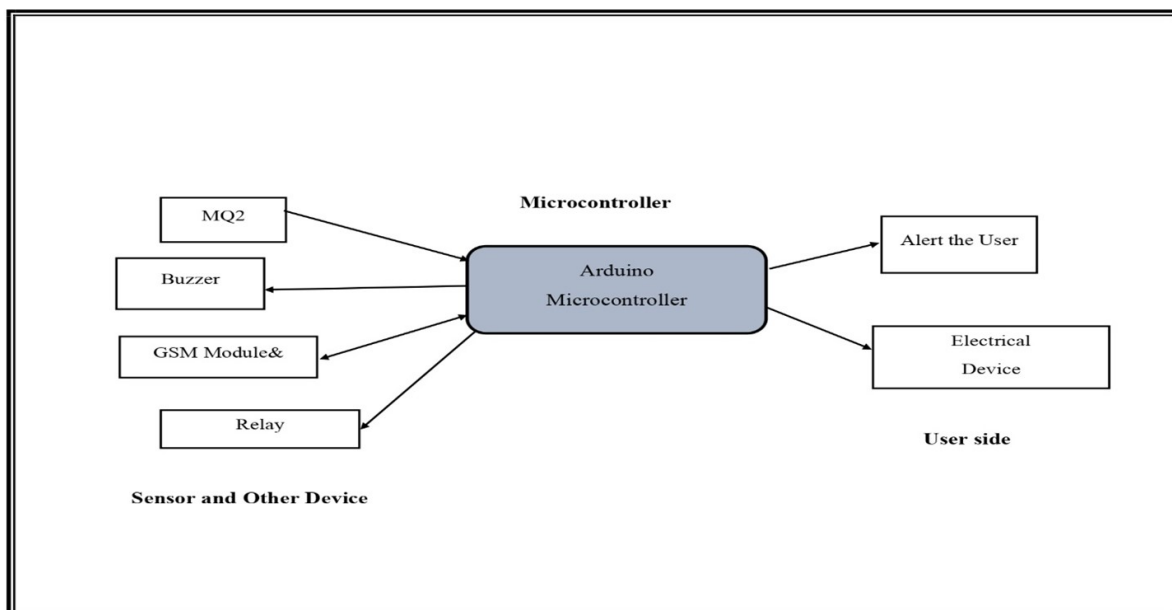 Microcontroller
MQ2
Buzzer
GSM Module&
Relay
Sensor and Other Device
Arduino
Microcontroller
Alert the User
Electrical
Device
User side